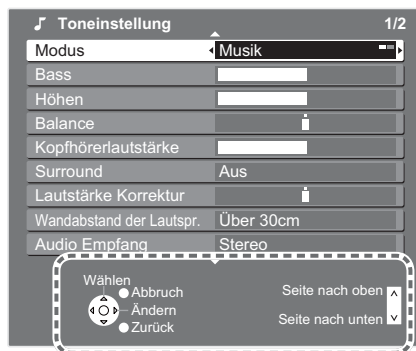 Toneinstellung 1/2
Modus Musik
Bass
Höhen
Balance
Kopfhörerlautstärke
Surround Aus
Lautstärke Korrektur
Wandabstand der Lautspr. Über 30cm
Audio Empfang Stereo
Wählen
Abbruch
Ändern
Zurück
Seite nach oben
Seite nach unten